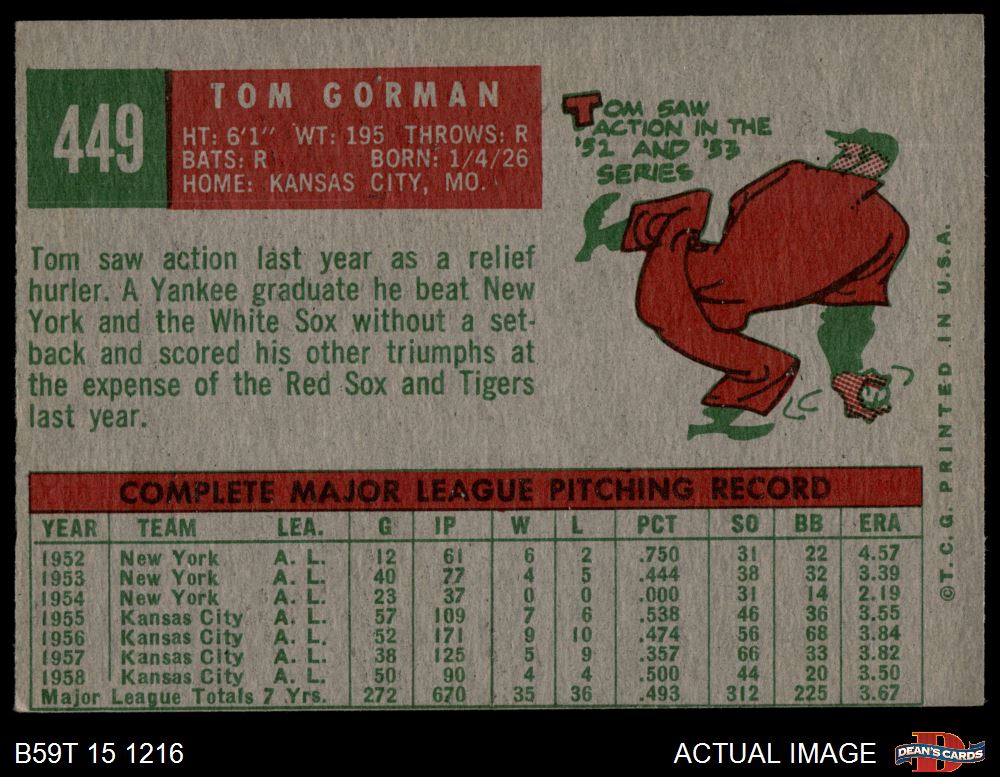 449
TOM GORMAN
HT: 6'1" WT: 195 THROWS: R
BATS: R BORN: 1/4/26
HOME: KANSAS CITY, MO.
TOM SAW
ACTION IN THE
'52 AND '53
SERIES
Tom saw action last year as a relief
hurler. A Yankee graduate he beat New
York and the White Sox without a set-
back and scored his other triumphs at
the expense of the Red Sox and Tigers
last year.
COMPLETE MAJOR LEAGUE PITCHING RECORD
YEAR TEAM LEA. G IP W L PCT SO BB ERA
1952 New York A. L. 12 61 6 2 .750 31 22 4.57
1953 New York A. L. 40 77 4 5 .444 38 32 3.39
1954 New York A. L. 23 37 0 0 .000 31 14 2.19
1955 Kansas City A. L. 57 109 7 6 .538 46 36 3.55
1956 Kansas City A. L. 52 171 9 10 .474 56 68 3.84
1957 Kansas City A. L. 38 125 5 9 .357 66 33 3.82
1958 Kansas City A. L. 50 90 4 4 .500 44 20 3.50
Major League Totals 7 Yrs. 272 670 35 36 .493 312 225 3.67
©T. C. G. PRINTED IN U.S.A.
B59T 15 1216
ACTUAL IMAGE
D
DEAN'S CARDS